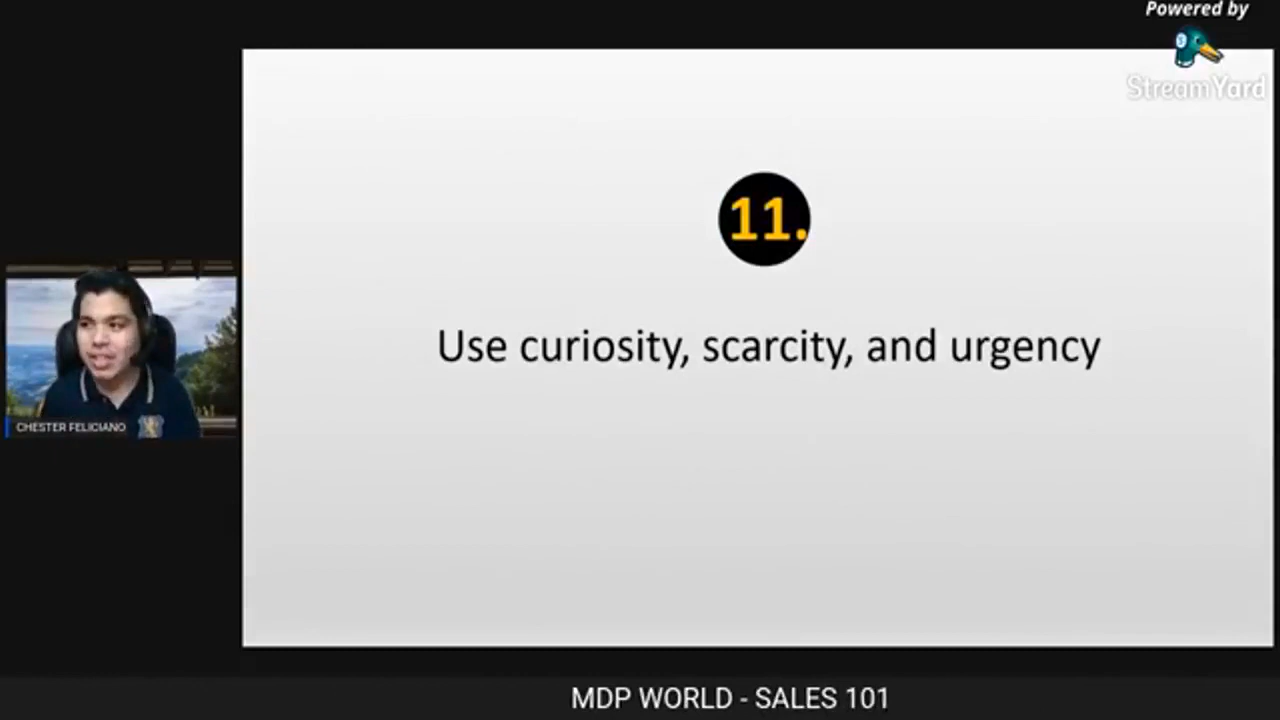 Powered by
StreamYard
11.
Use curiosity, scarcity, and urgency
CHESTER FELICIANO
MDP WORLD - SALES 101